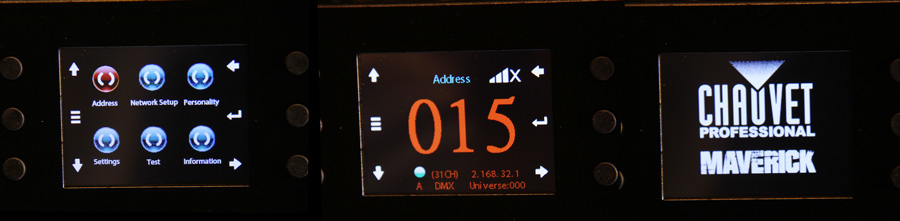 Address Network Setup Personality
Settings Test Information
Address X
015
(31CH) 2.168. 32.1
A DMX Universe:000
CHAUVET
PROFESSIONAL
MAVERICK